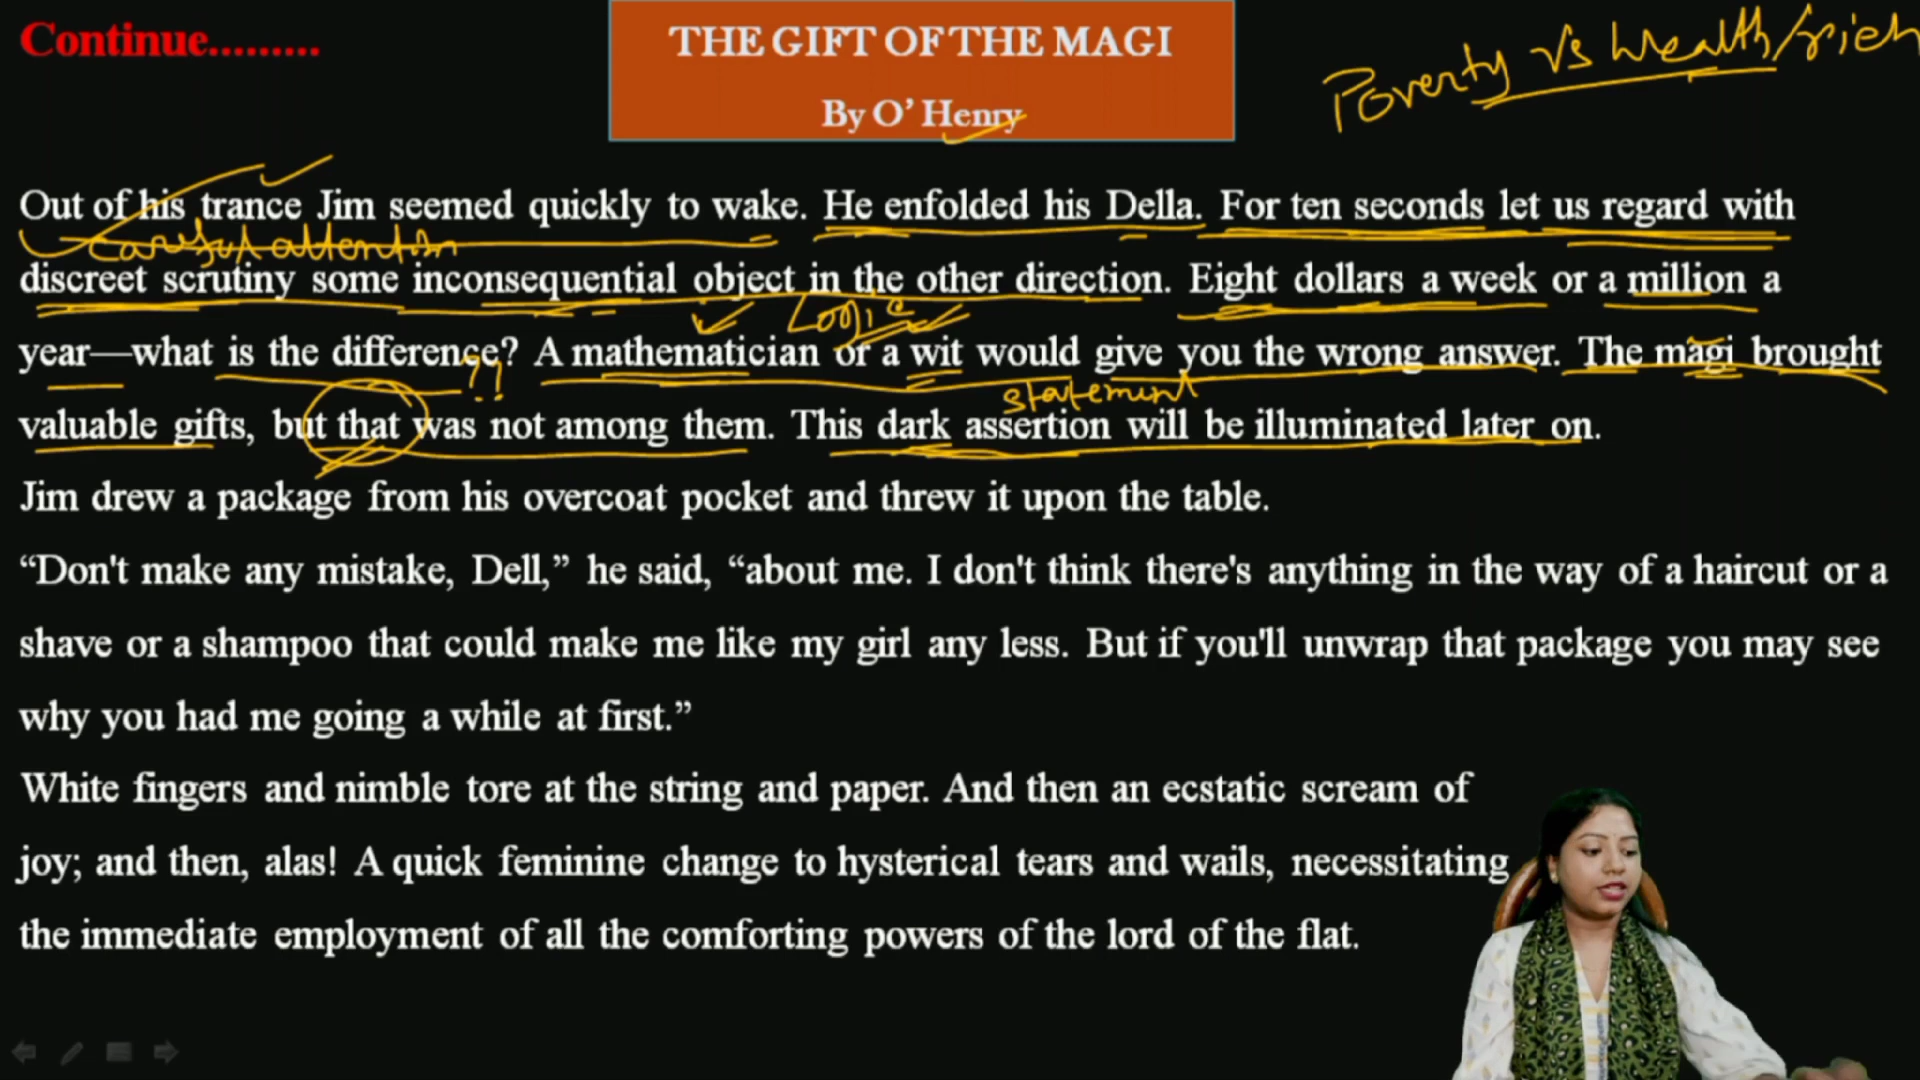 Continue.........
THE GIFT OF THE MAGI
By O’ Henry
Poverty Vs Wealth/rich
Out of his trance Jim seemed quickly to wake. He enfolded his Della. For ten seconds let us regard with
careful attention
discreet scrutiny some inconsequential object in the other direction. Eight dollars a week or a million a
Logic
year—what is the difference? A mathematician or a wit would give you the wrong answer. The magi brought
??
statement
valuable gifts, but that was not among them. This dark assertion will be illuminated later on.
Jim drew a package from his overcoat pocket and threw it upon the table.
“Don't make any mistake, Dell,” he said, “about me. I don't think there's anything in the way of a haircut or a
shave or a shampoo that could make me like my girl any less. But if you'll unwrap that package you may see
why you had me going a while at first.”
White fingers and nimble tore at the string and paper. And then an ecstatic scream of
joy; and then, alas! A quick feminine change to hysterical tears and wails, necessitating
the immediate employment of all the comforting powers of the lord of the flat.